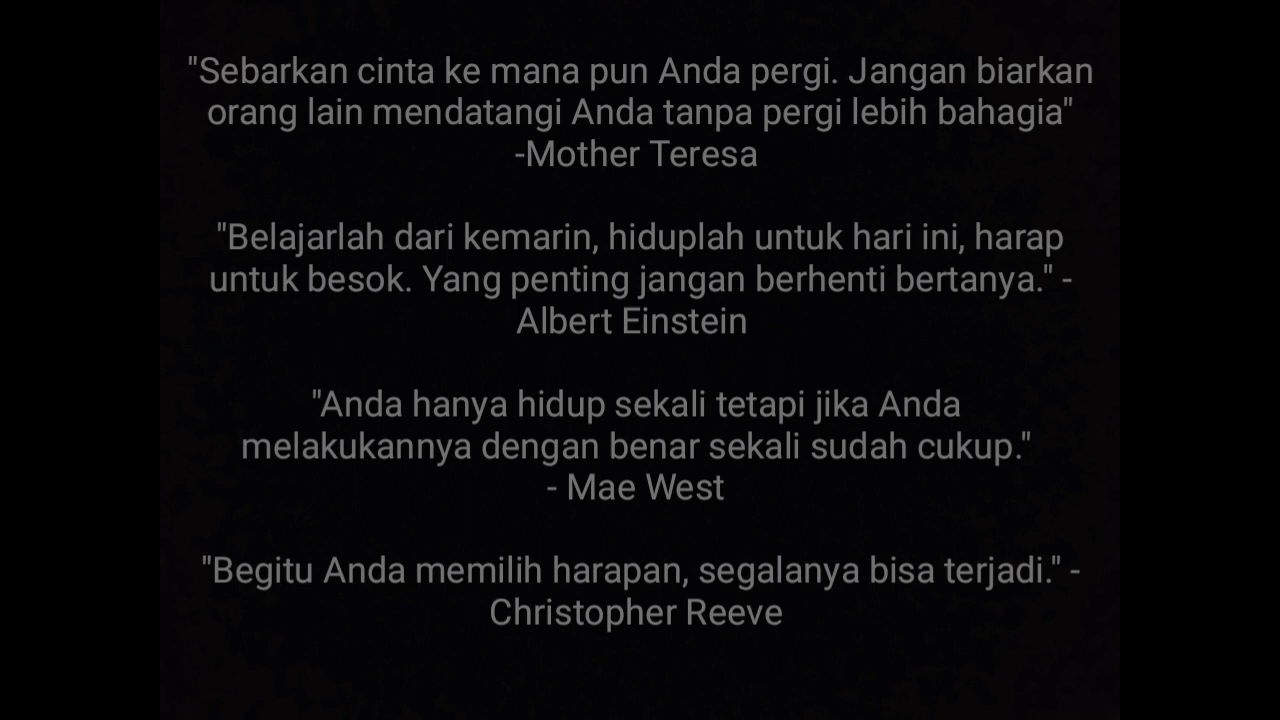 "Sebarkan cinta ke mana pun Anda pergi. Jangan biarkan
orang lain mendatangi Anda tanpa pergi lebih bahagia"
-Mother Teresa
"Belajarlah dari kemarin, hiduplah untuk hari ini, harap
untuk besok. Yang penting jangan berhenti bertanya." -
Albert Einstein
"Anda hanya hidup sekali tetapi jika Anda
melakukannya dengan benar sekali sudah cukup."
- Mae West
"Begitu Anda memilih harapan, segalanya bisa terjadi." -
Christopher Reeve